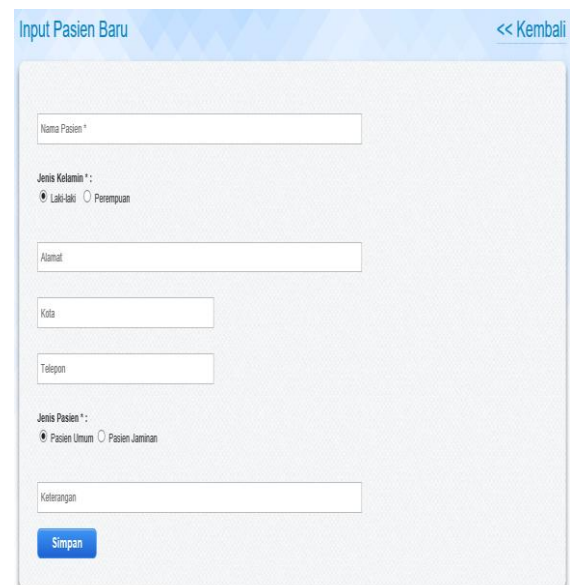 Input Pasien Baru
<< Kembali
Nama Pasien *
Jenis Kelamin * :
Laki-laki Perempuan
Alamat
Kota
Telepon
Jenis Pasien * :
Pasien Umum Pasien Jaminan
Keterangan
Simpan